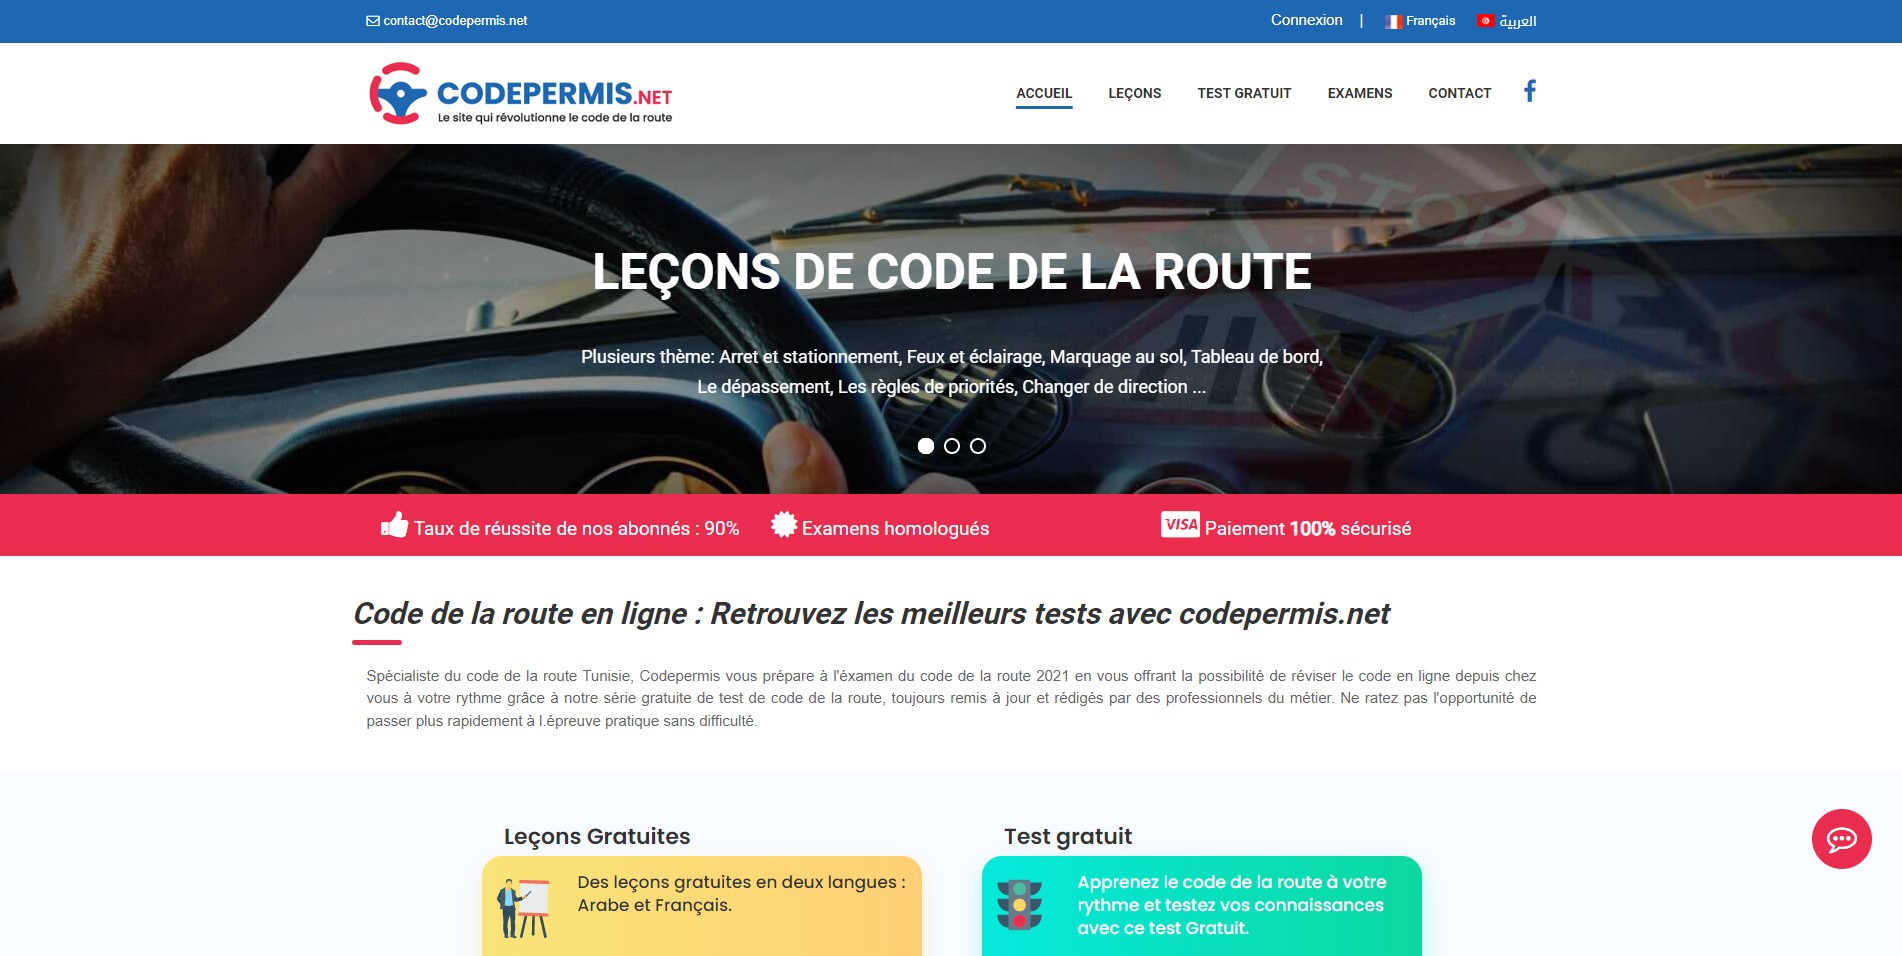 contact@codepermis.net
Connexion | Français العربية
CODEPERMIS.NET
Le site qui révolutionne le code de la route
ACCUEIL LEÇONS TEST GRATUIT EXAMENS CONTACT
STOP
LEÇONS DE CODE DE LA ROUTE
Plusieurs thème: Arret et stationnement, Feux et éclairage, Marquage au sol, Tableau de bord,
Le dépassement, Les règles de priorités, Changer de direction ...
Taux de réussite de nos abonnés : 90% Examens homologués VISA Paiement 100% sécurisé
Code de la route en ligne : Retrouvez les meilleurs tests avec codepermis.net
Spécialiste du code de la route Tunisie, Codepermis vous prépare à l'éxamen du code de la route 2021 en vous offrant la possibilité de réviser le code en ligne depuis chez
vous à votre rythme grâce à notre série gratuite de test de code de la route, toujours remis à jour et rédigés par des professionnels du métier. Ne ratez pas l'opportunité de
passer plus rapidement à l.épreuve pratique sans difficulté.
Leçons Gratuites
Des leçons gratuites en deux langues :
Arabe et Français.
Test gratuit
Apprenez le code de la route à votre
rythme et testez vos connaissances
avec ce test Gratuit.